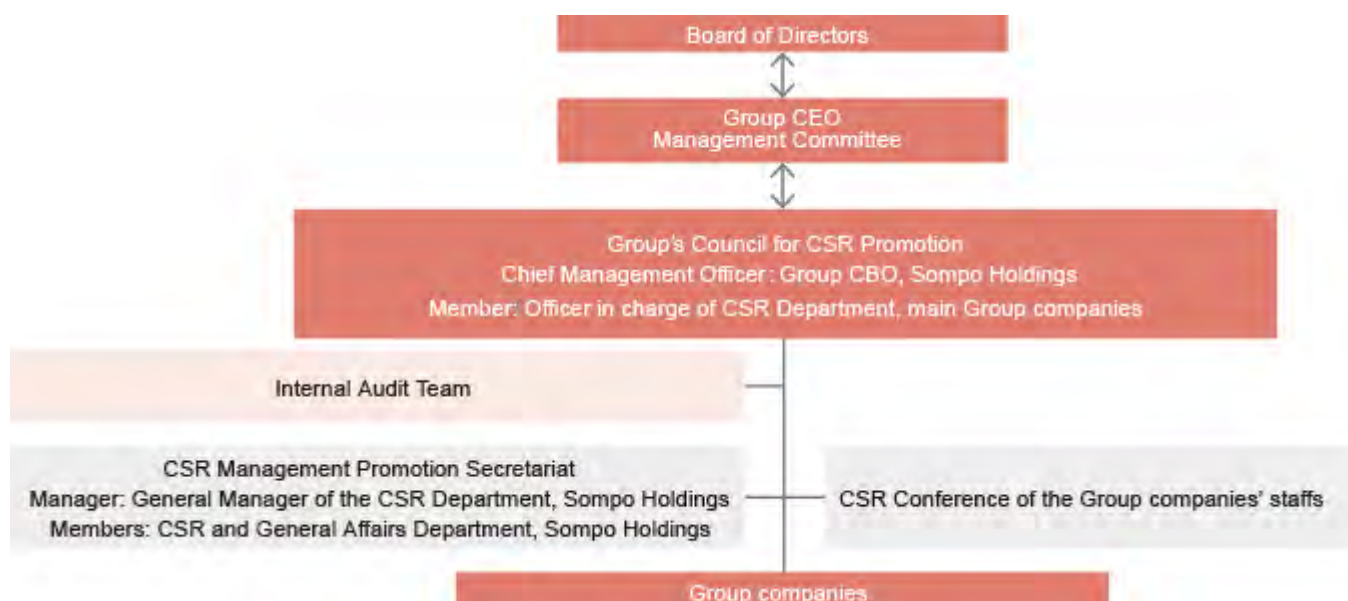 Board of Directors
Group CEO
Management Committee
Group's Council for CSR Promotion
Chief Management Officer : Group CBO, Sompo Holdings
Member: Officer in charge of CSR Department, main Group companies
Internal Audit Team
CSR Management Promotion Secretariat
Manager: General Manager of the CSR Department, Sompo Holdings
Members: CSR and General Affairs Department, Sompo Holdings
CSR Conference of the Group companies' staffs
Group companies